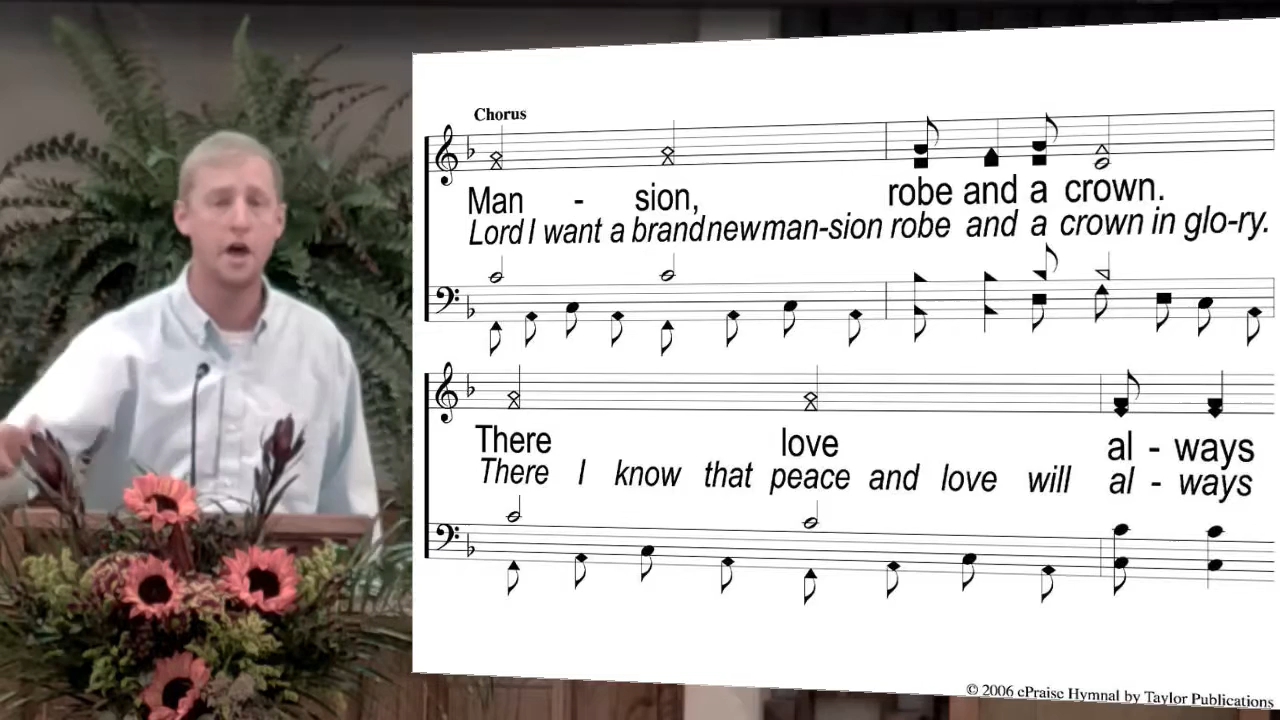 Chorus
Man - sion, robe and a crown.
Lord I want a brand new man-sion robe and a crown in glo-ry.
There love al - ways
There I know that peace and love will al - ways
© 2006 ePraise Hymnal by Taylor Publications